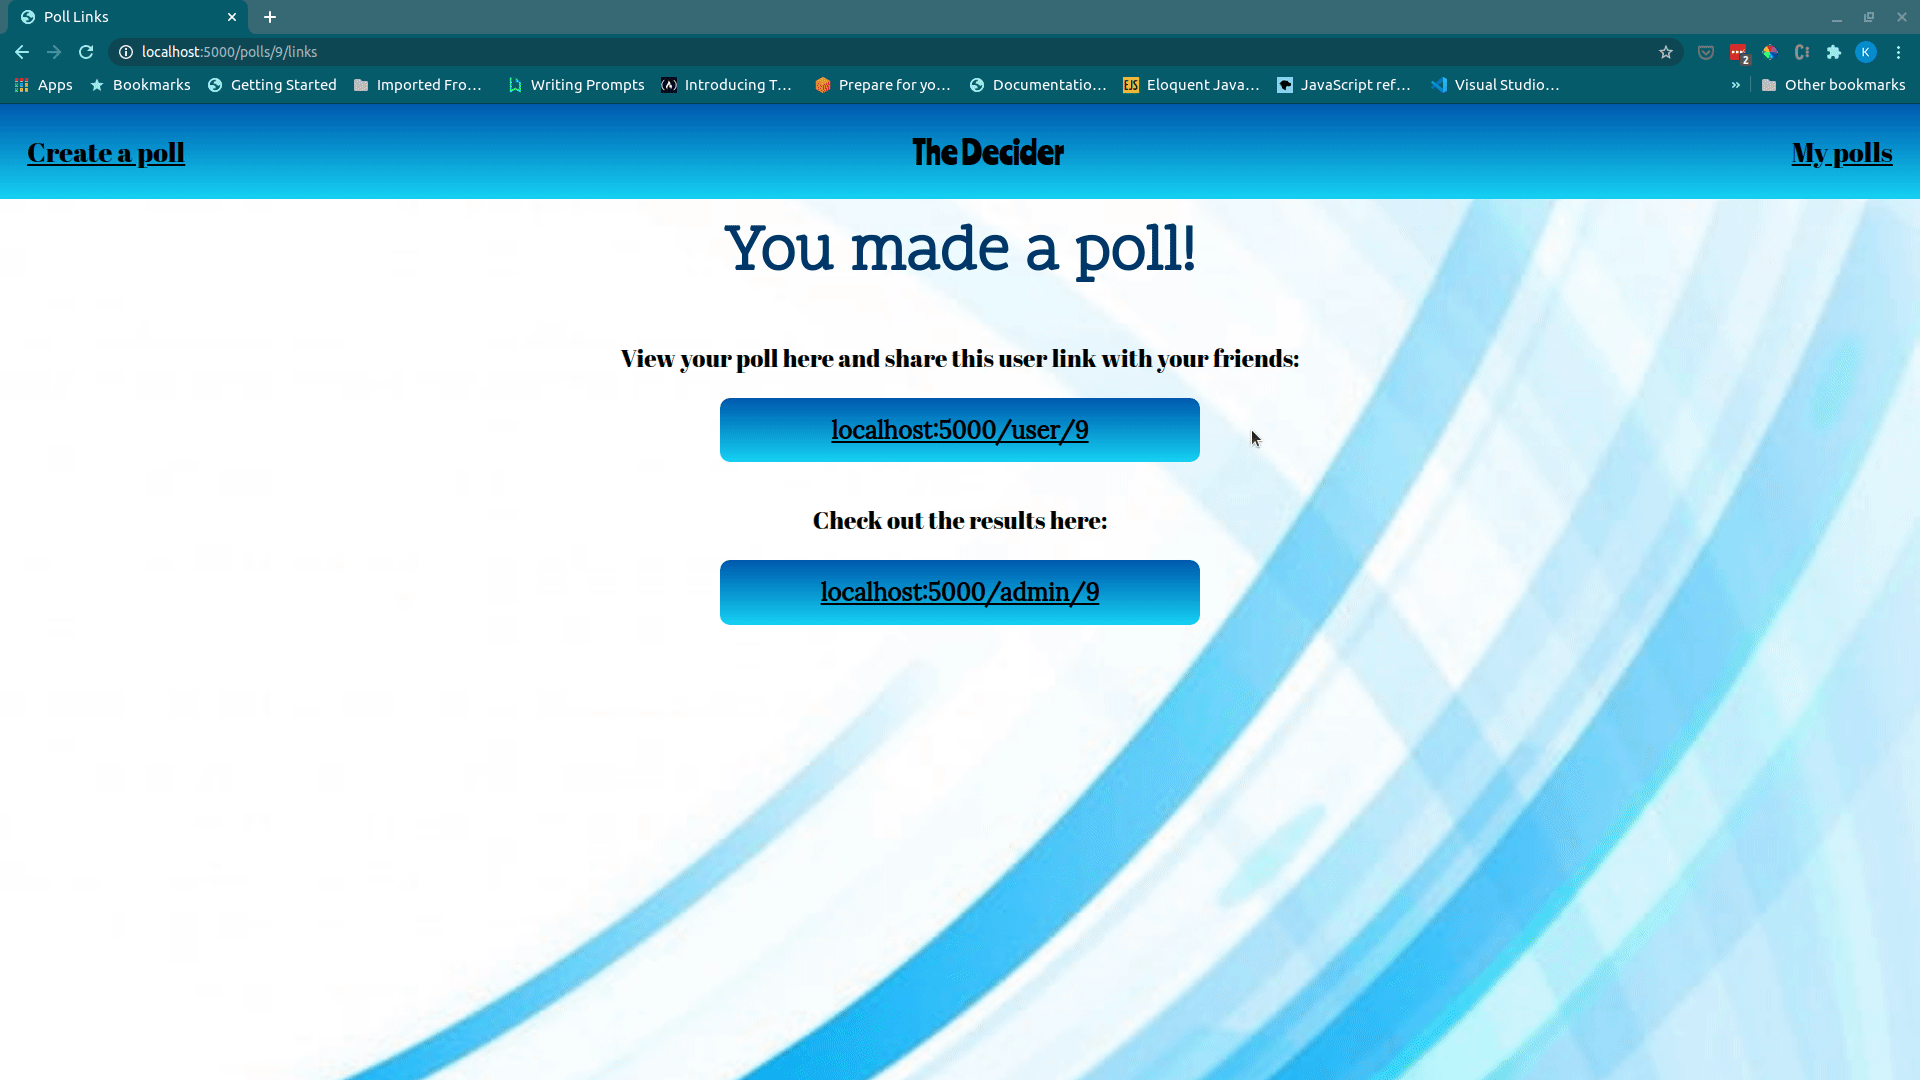 Poll Links
localhost:5000/polls/9/links
2
K
Apps Bookmarks Getting Started Imported Fro... Writing Prompts Introducing T... Prepare for yo... Documentatio... EJS Eloquent Java... JavaScript ref... Visual Studio... » Other bookmarks
Create a poll The Decider My polls
You made a poll!
View your poll here and share this user link with your friends:
localhost:5000/user/9
Check out the results here:
localhost:5000/admin/9